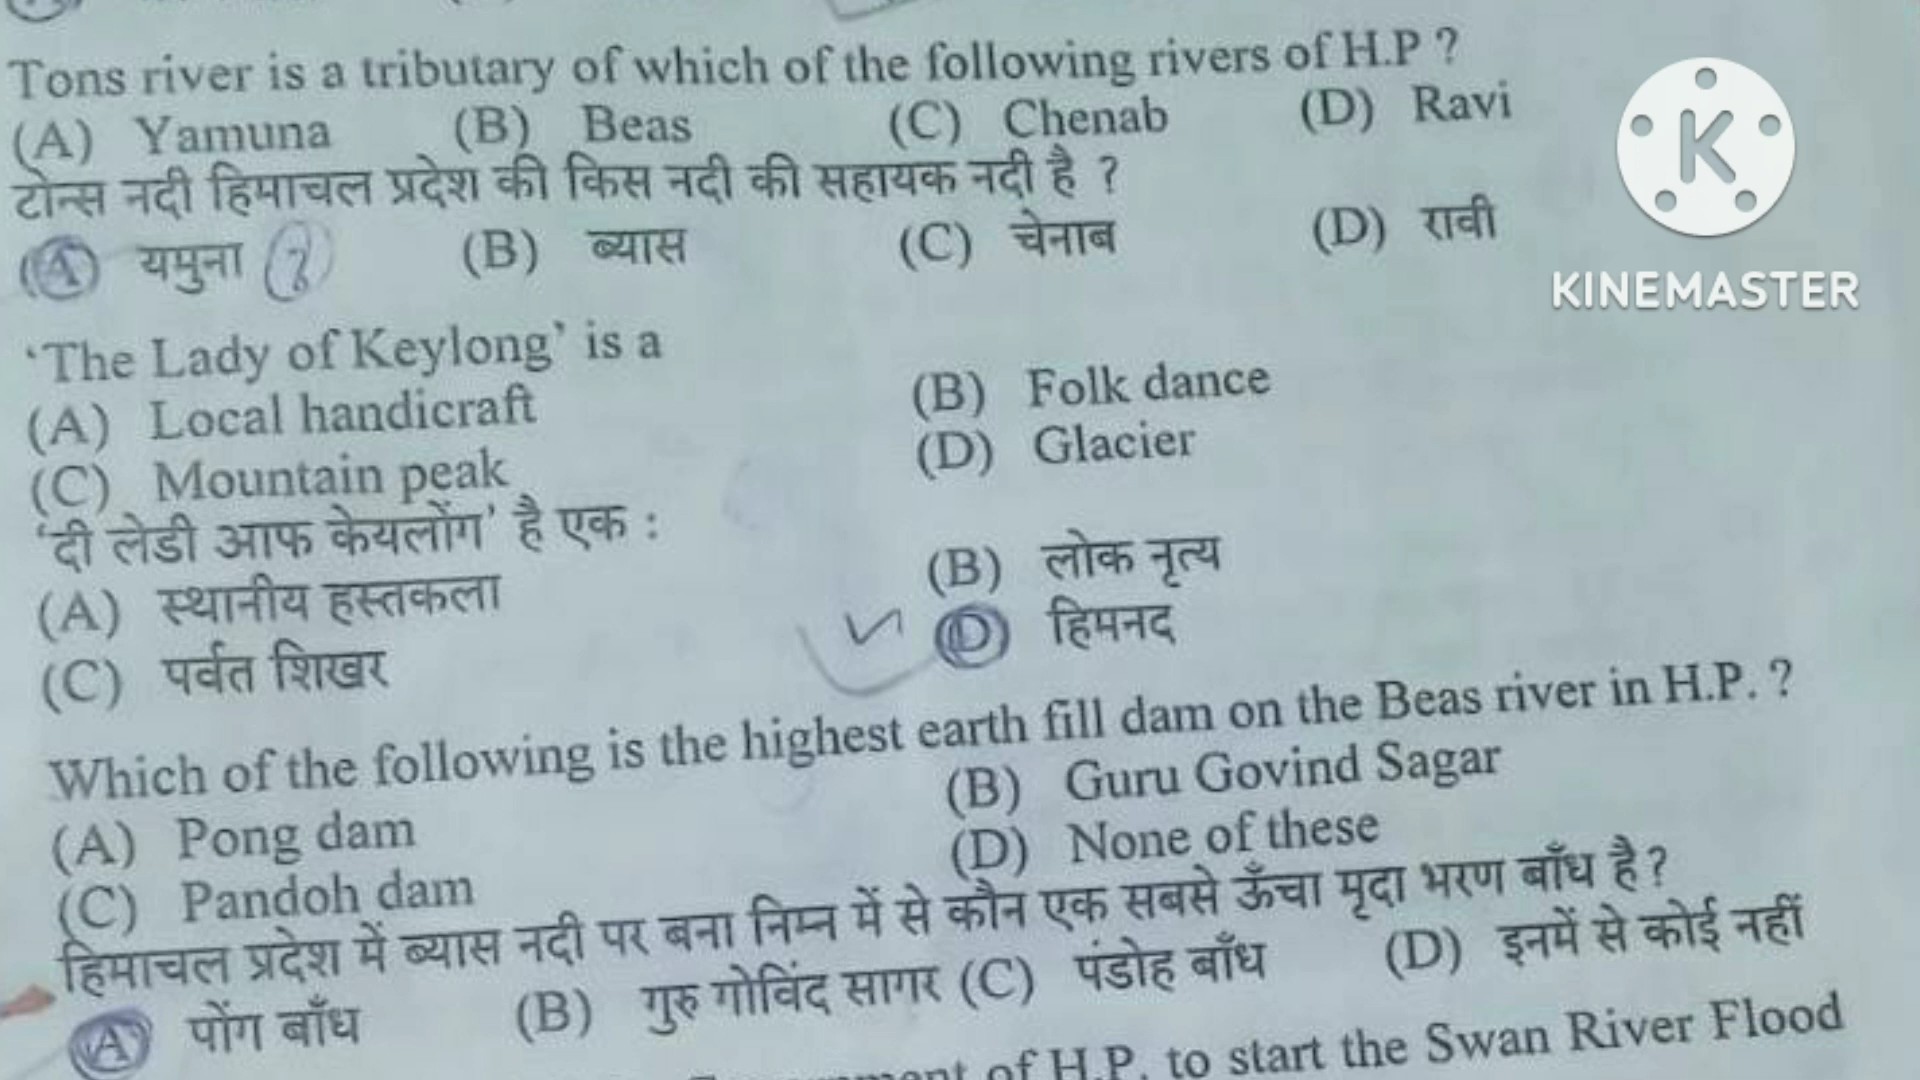 Tons river is a tributary of which of the following rivers of H.P ?
(A) Yamuna (B) Beas (C) Chenab (D) Ravi
टोन्स नदी हिमाचल प्रदेश की किस नदी की सहायक नदी है ?
(A) यमुना (?) (B) ब्यास (C) चेनाब (D) रावी
KINEMASTER
‘The Lady of Keylong’ is a
(A) Local handicraft (B) Folk dance
(C) Mountain peak (D) Glacier
‘दी लेडी आफ केयलोंग’ है एक :
(A) स्थानीय हस्तकला (B) लोक नृत्य
(C) पर्वत शिखर (D) हिमनद
Which of the following is the highest earth fill dam on the Beas river in H.P. ?
(A) Pong dam (B) Guru Govind Sagar
(C) Pandoh dam (D) None of these
हिमाचल प्रदेश में ब्यास नदी पर बना निम्न में से कौन एक सबसे ऊँचा मृदा भरण बाँध है ?
(A) पोंग बाँध (B) गुरु गोविंद सागर (C) पंडोह बाँध (D) इनमें से कोई नहीं
of H.P. to start the Swan River Flood